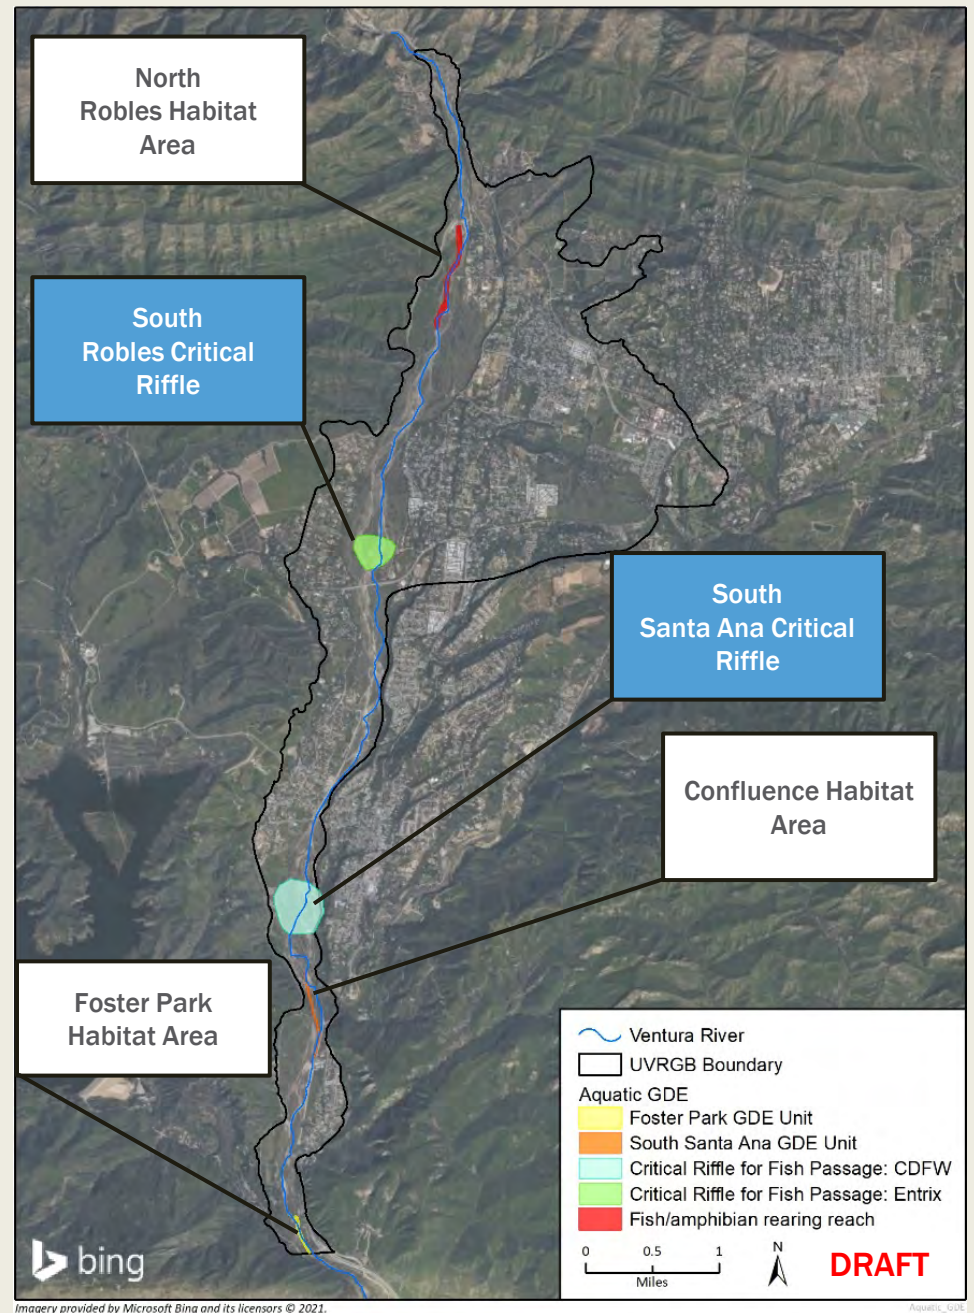 North
Robles Habitat
Area
South
Robles Critical
Riffle
South
Santa Ana Critical
Riffle
Confluence Habitat
Area
Foster Park
Habitat Area
Ventura River
UVRGB Boundary
Aquatic GDE
Foster Park GDE Unit
South Santa Ana GDE Unit
Critical Riffle for Fish Passage: CDFW
Critical Riffle for Fish Passage: Entrix
Fish/amphibian rearing reach
0 0.5 1
Miles
N
DRAFT
bing
Imagery provided by Microsoft Bing and its licensors © 2021.
Aquatic_GDE